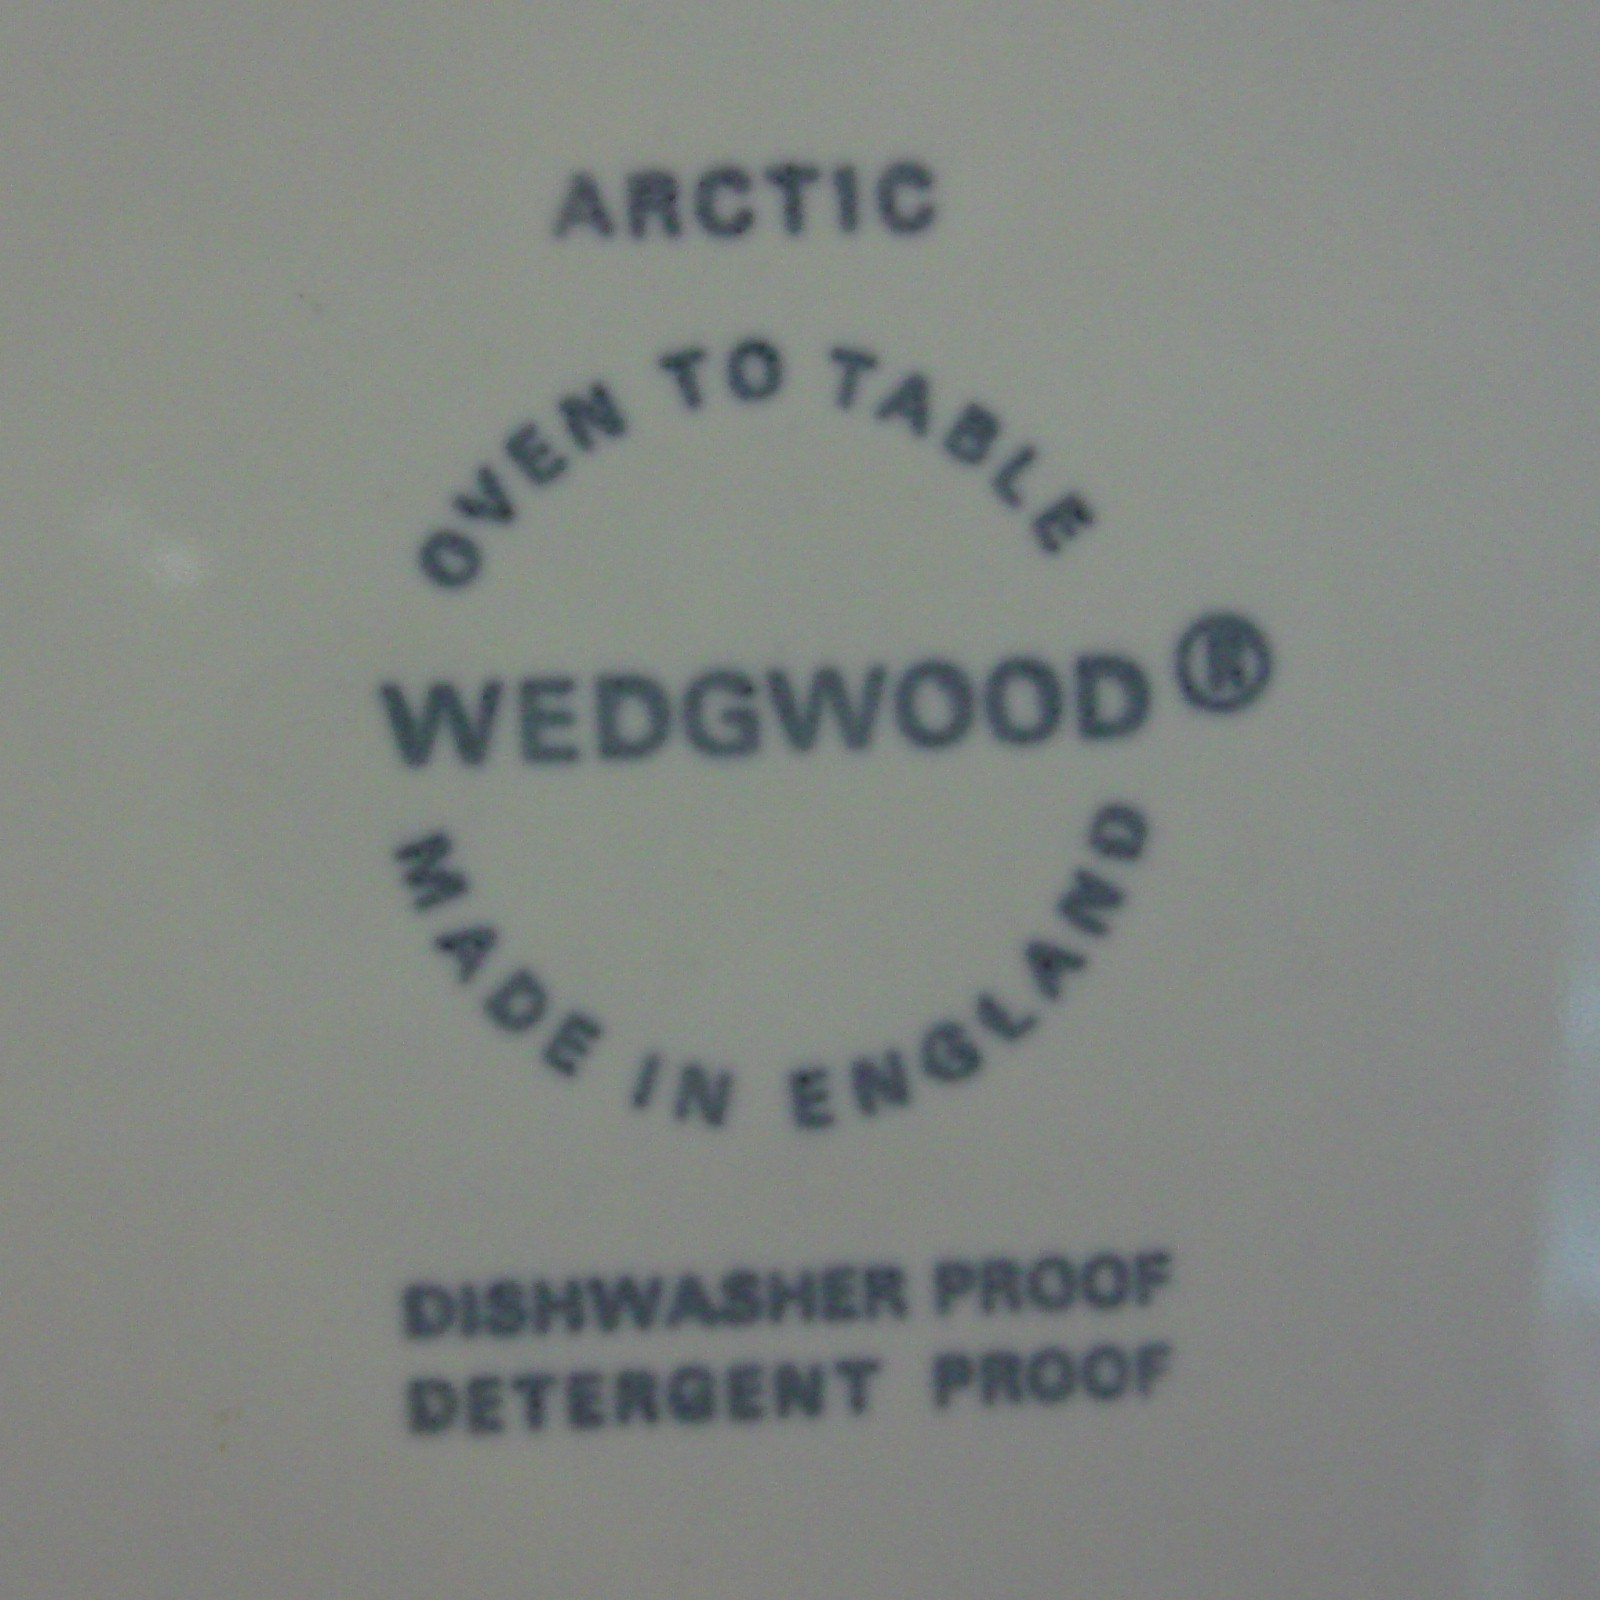 ARCTIC
OVEN TO TABLE
WEDGWOOD®
MADE IN ENGLAND
DISHWASHER PROOF
DETERGENT PROOF